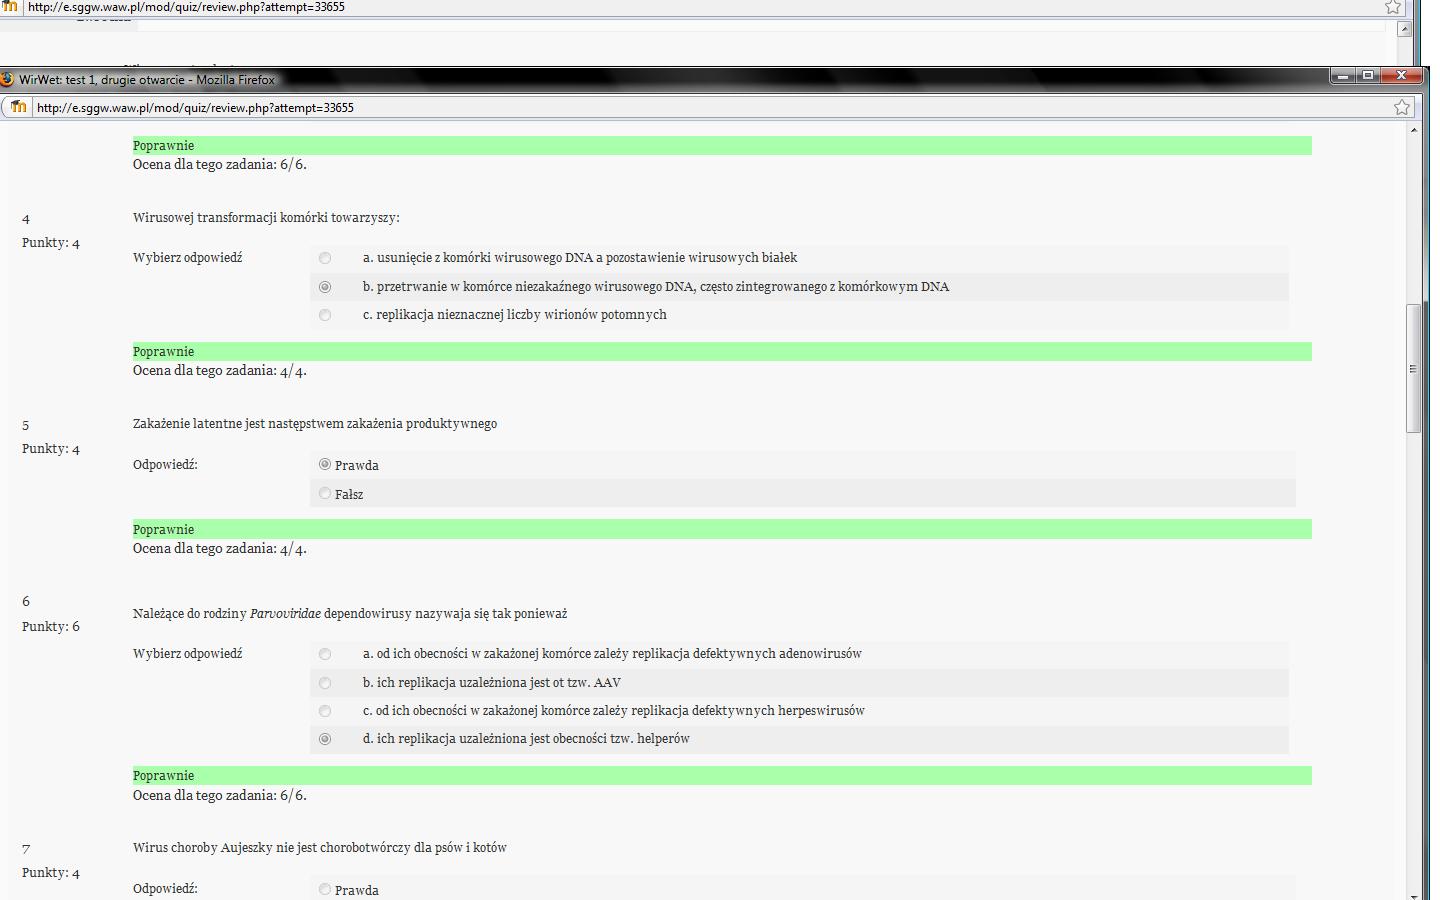 http://e.sggw.waw.pl/mod/quiz/review.php?attempt=33655
WirWet: test 1, drugie otwarcie - Mozilla Firefox
http://e.sggw.waw.pl/mod/quiz/review.php?attempt=33655
Poprawnie
Ocena dla tego zadania: 6/6.
4
Wirusowej transformacji komórki towarzyszy:
Punkty: 4
Wybierz odpowiedź
a. usunięcie z komórki wirusowego DNA a pozostawienie wirusowych białek
b. przetrwanie w komórce niezakaźnego wirusowego DNA, często zintegrowanego z komórkowym DNA
c. replikacja nieznacznej liczby wirionów potomnych
Poprawnie
Ocena dla tego zadania: 4/4.
5
Zakażenie latentne jest następstwem zakażenia produktywnego
Punkty: 4
Odpowiedź:
Prawda
Fałsz
Poprawnie
Ocena dla tego zadania: 4/4.
6
Należące do rodziny Parvoviridae dependowirusy nazywaja się tak ponieważ
Punkty: 6
Wybierz odpowiedź
a. od ich obecności w zakażonej komórce zależy replikacja defektywnych adenowirusów
b. ich replikacja uzależniona jest ot tzw. AAV
c. od ich obecności w zakażonej komórce zależy replikacja defektywnych herpeswirusów
d. ich replikacja uzależniona jest obecności tzw. helperów
Poprawnie
Ocena dla tego zadania: 6/6.
7
Wirus choroby Aujeszky nie jest chorobotwórczy dla psów i kotów
Punkty: 4
Odpowiedź:
Prawda